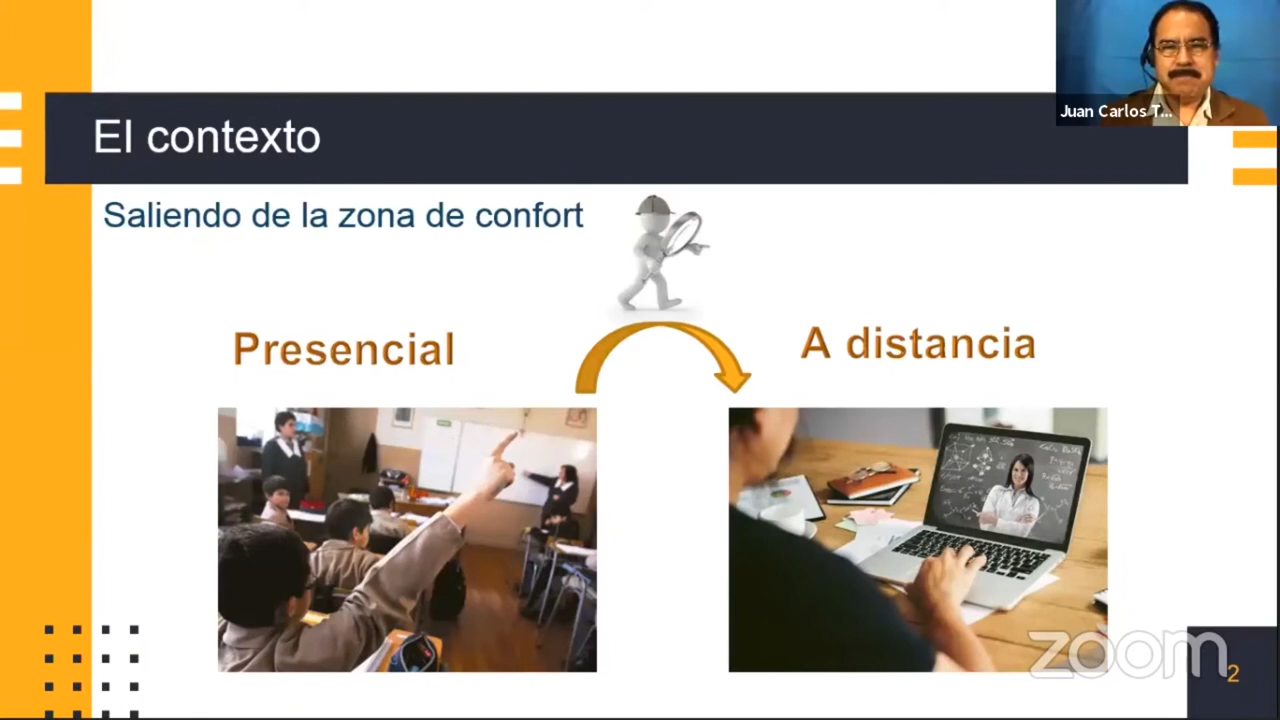 Juan Carlos T...
El contexto
Saliendo de la zona de confort
Presencial
A distancia
zoom
2